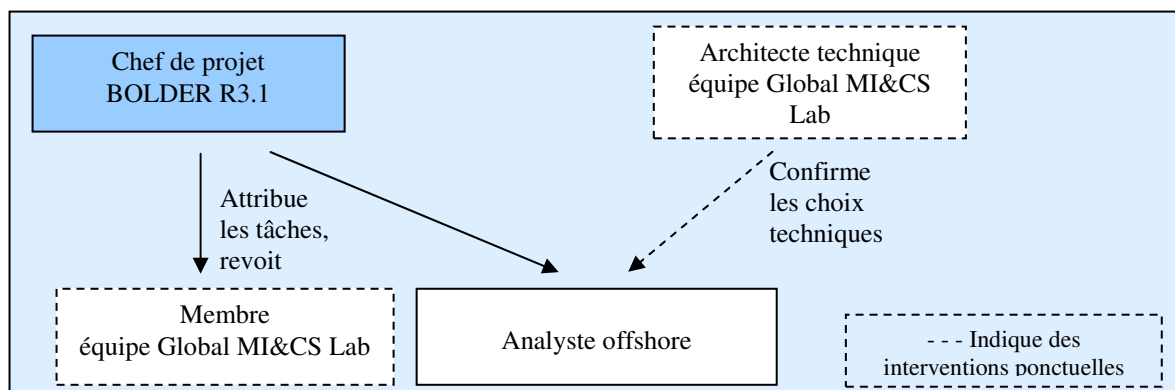 Chef de projet
BOLDER R3.1
Architecte technique
équipe Global MI&CS
Lab
Attribue
les tâches,
revoit
Confirme
les choix
techniques
Membre
équipe Global MI&CS Lab
Analyste offshore
- - - Indique des
interventions ponctuelles